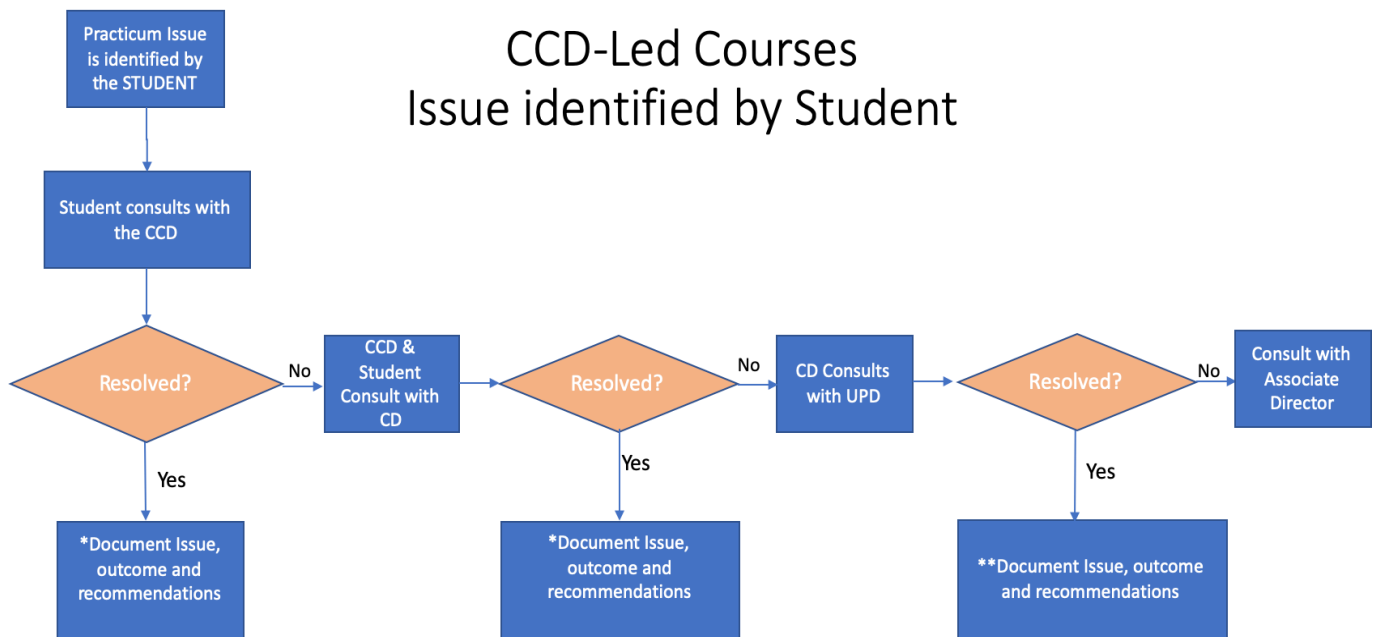 CCD-Led Courses
Issue identified by Student
Practicum Issue
is identified by
the STUDENT
Student consults with
the CCD
Resolved?
No
CCD &
Student
Consult with
CD
Resolved?
No
CD Consults
with UPD
Resolved?
No
Consult with
Associate
Director
Yes
Yes
Yes
*Document Issue,
outcome and
recommendations
*Document Issue,
outcome and
recommendations
**Document Issue, outcome
and recommendations